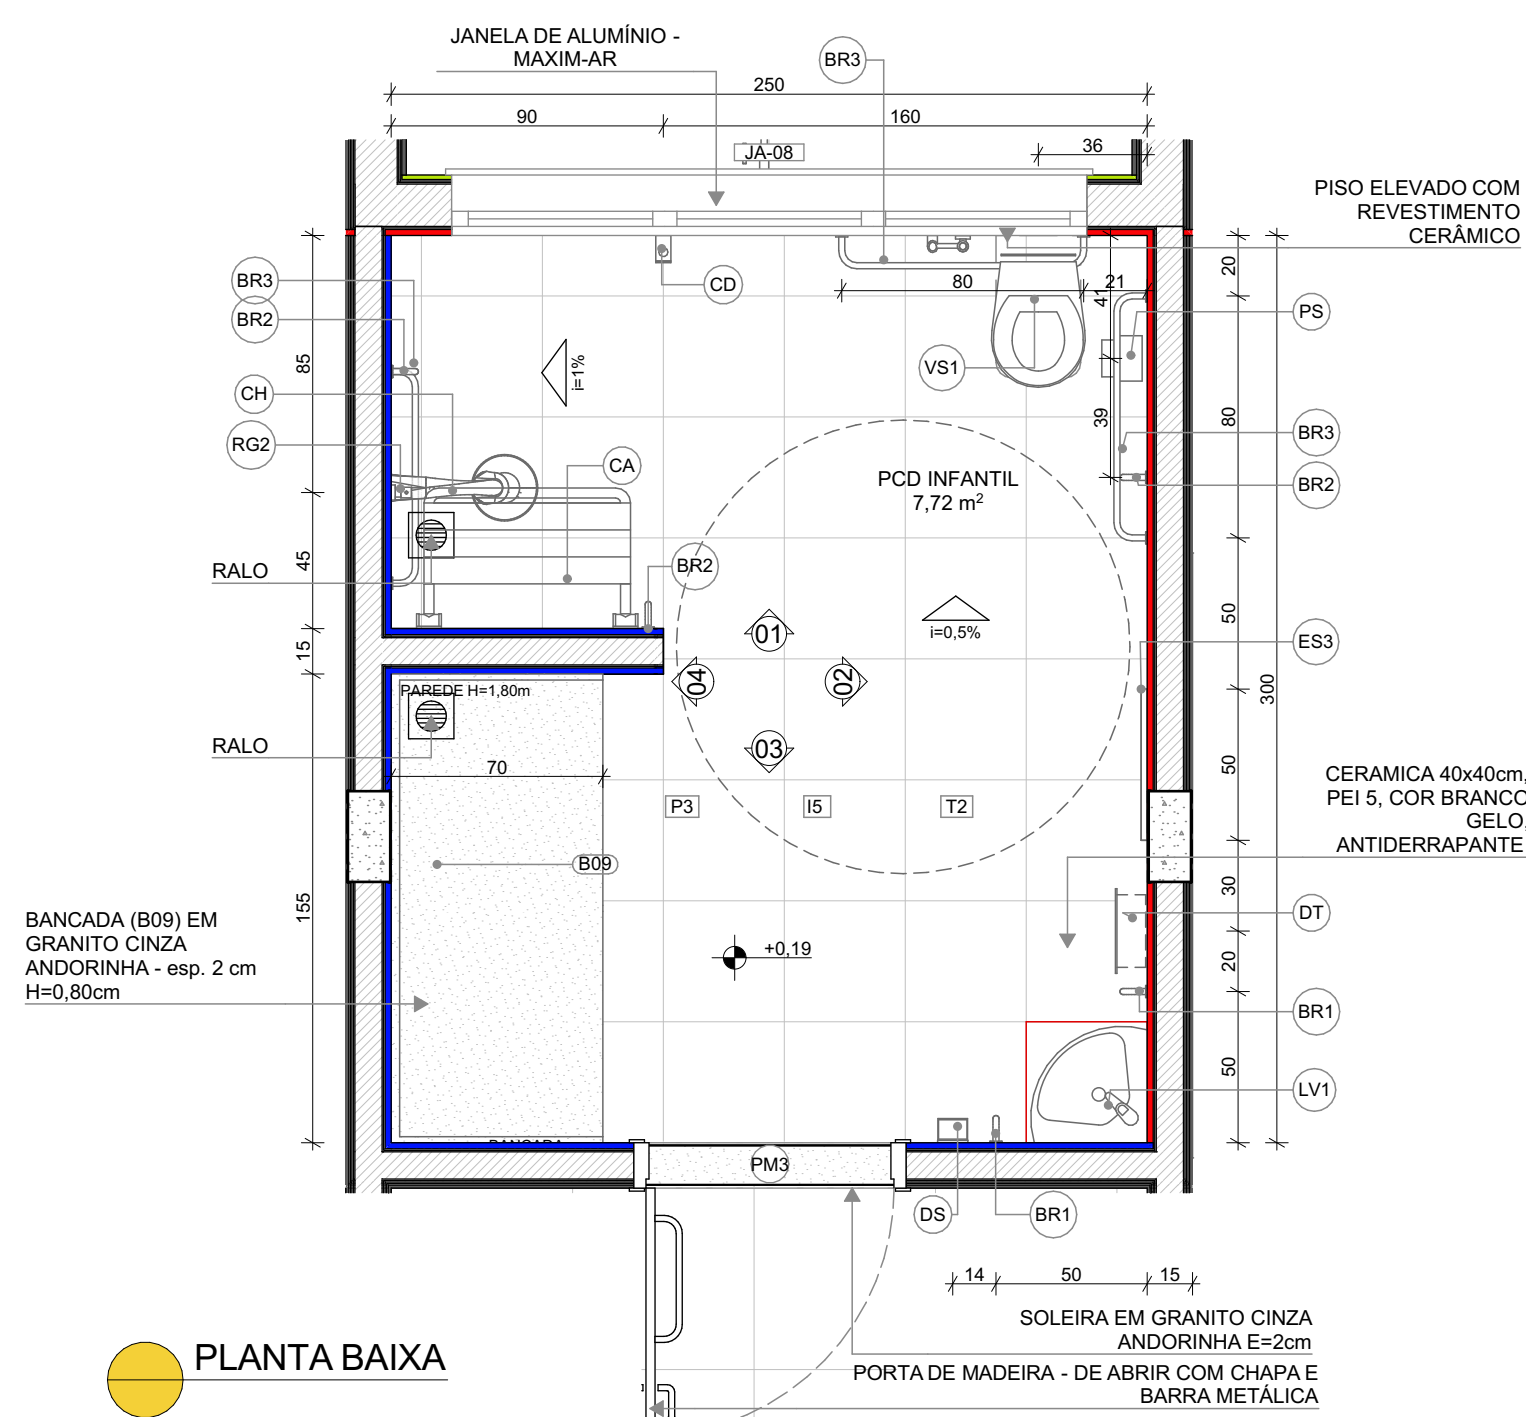 JANELA DE ALUMÍNIO -
MAXIM-AR
BR3
250
90
160
JA-08
36
PISO ELEVADO COM
REVESTIMENTO
CERÂMICO
BR3
BR2
CH
RG2
CD
80
21
41
20
PS
VS1
i=1%
85
39
80
BR3
BR2
CA
PCD INFANTIL
7,72 m²
RALO
45
BR2
15
01
i=0,5%
50
ES3
04
02
300
PAREDE H=1,80m
RALO
03
70
50
P3
I5
T2
CERAMICA 40x40cm,
PEI 5, COR BRANCO
GELO,
ANTIDERRAPANTE
B09
155
30
DT
BANCADA (B09) EM
GRANITO CINZA
ANDORINHA - esp. 2 cm
H=0,80cm
+0,19
20
BR1
50
LV1
BANCADA
PM3
DS
BR1
14
50
15
SOLEIRA EM GRANITO CINZA
ANDORINHA E=2cm
PORTA DE MADEIRA - DE ABRIR COM CHAPA E
BARRA METÁLICA
PLANTA BAIXA